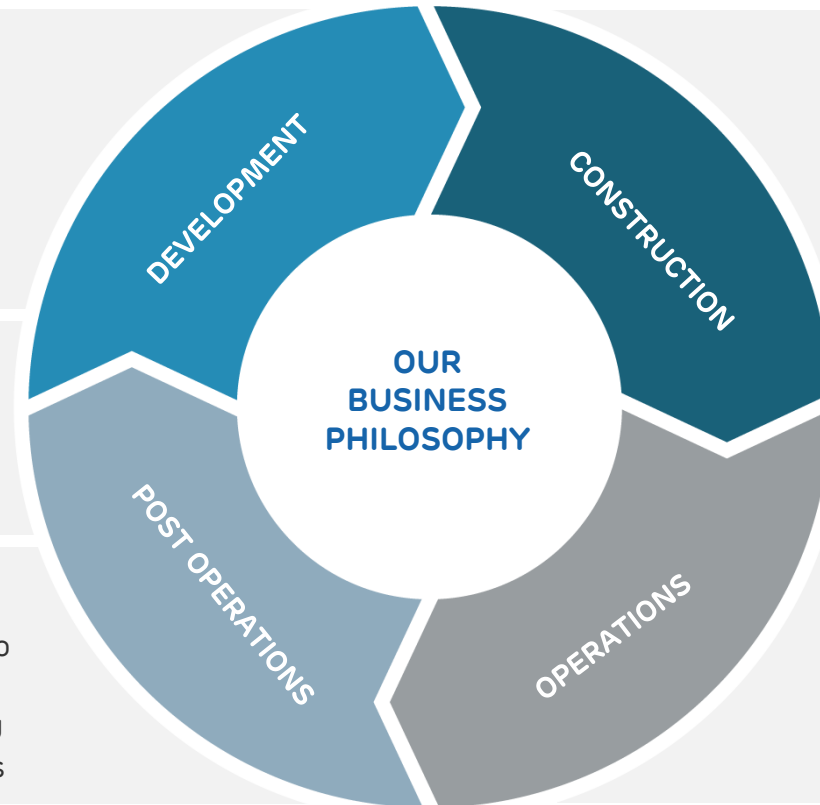 DEVELOPMENT
CONSTRUCTION
OUR
BUSINESS
PHILOSOPHY
POST OPERATIONS
OPERATIONS